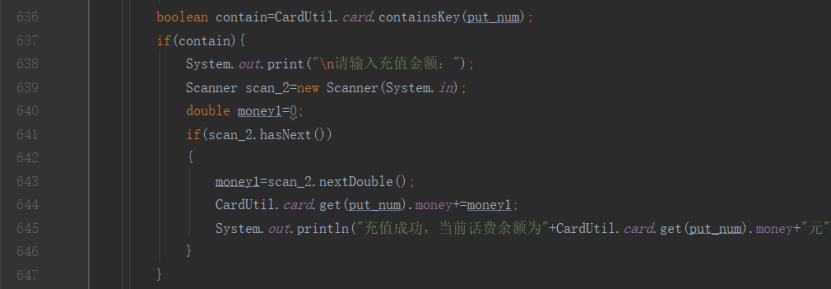 636 boolean contain=CardUtil.card.containsKey(put_num);
637 if(contain){
638 System.out.print("\n请输入充值金额: ");
639 Scanner scan_2=new Scanner(System.in);
640 double money1=0;
641 if(scan_2.hasNext())
642 {
643 money1=scan_2.nextDouble();
644 CardUtil.card.get(put_num).money+=money1;
645 System.out.println("充值成功, 当前话费余额为"+CardUtil.card.get(put_num).money+"元"
646 }
647 }